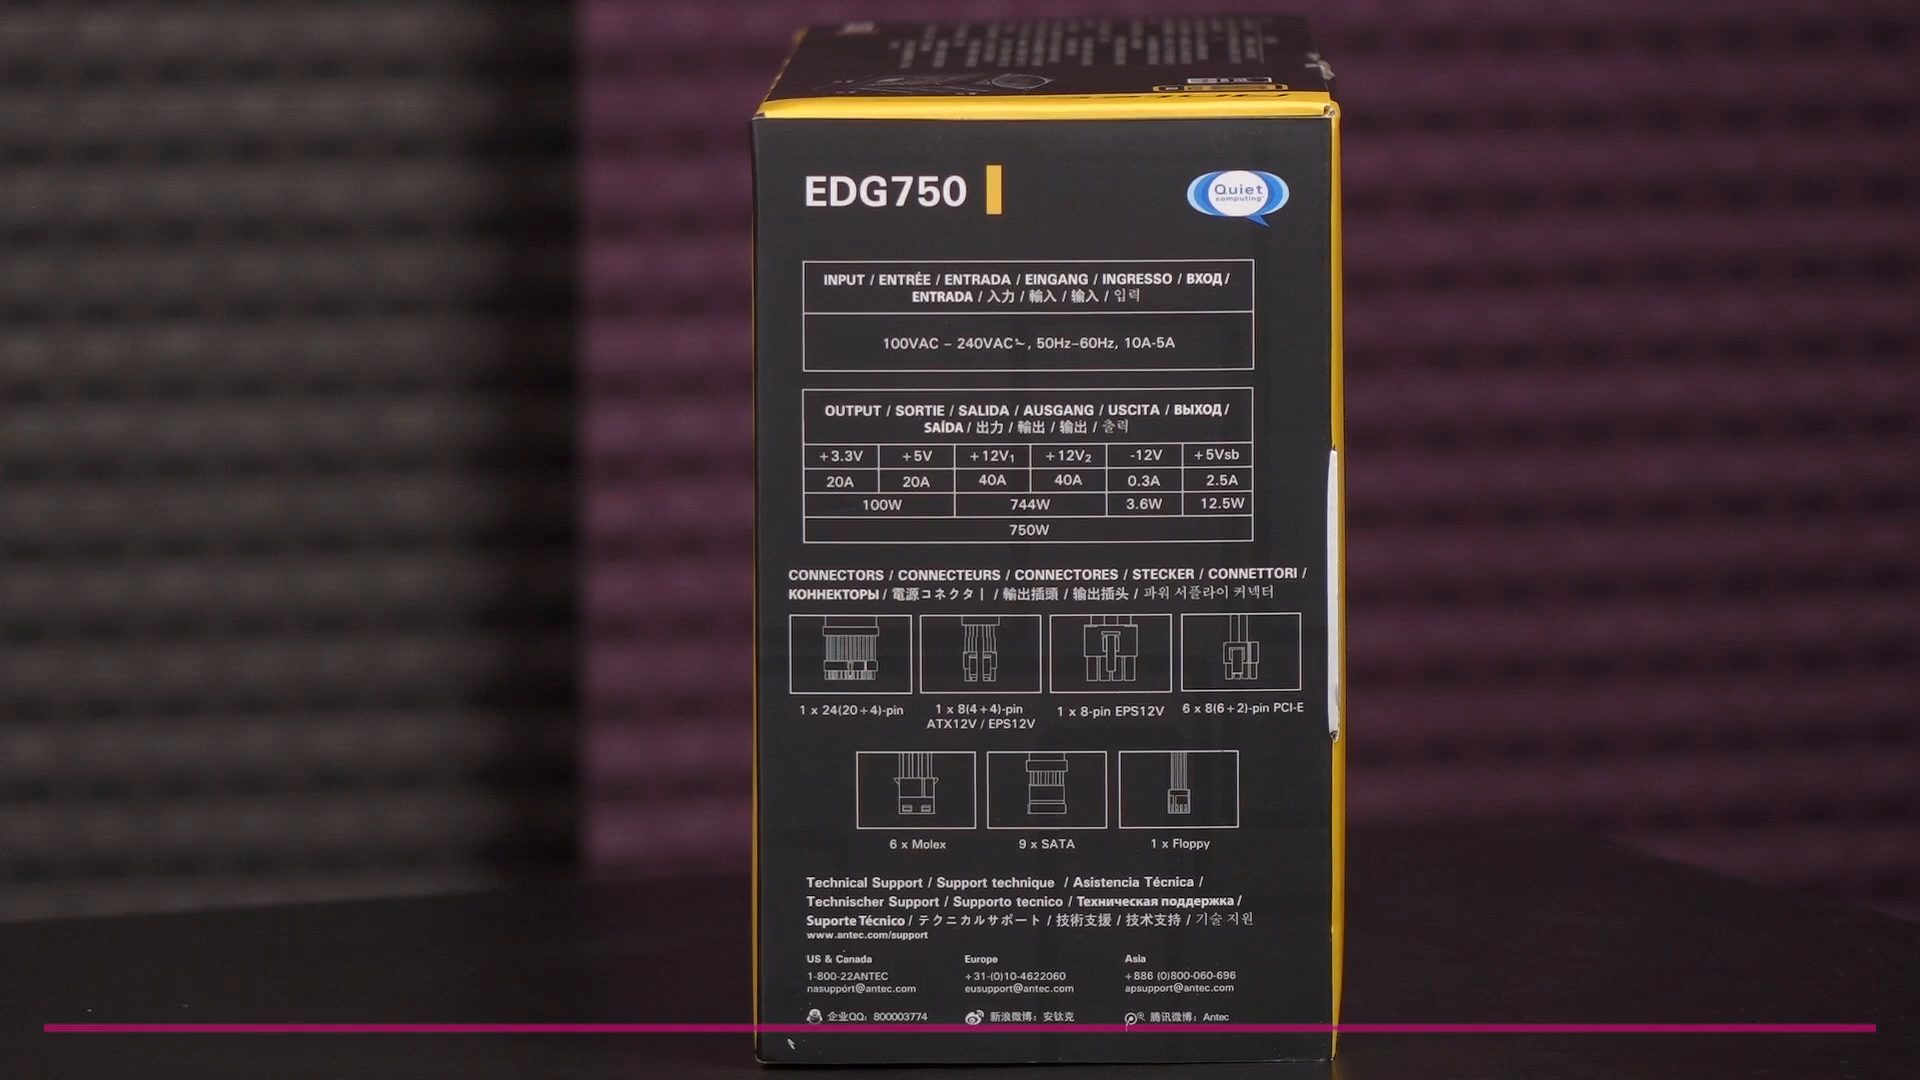 EDG750
Quiet
computing
INPUT / ENTRÉE / ENTRADA / EINGANG / INGRESSO / ВХОД /
ENTRADA / 入力 / 輸入 / 输入 / 입력
100VAC – 240VAC~, 50Hz–60Hz, 10A-5A
OUTPUT / SORTIE / SALIDA / AUSGANG / USCITA / ВЫХОД /
SAÍDA / 出力 / 輸出 / 输出 / 출력
+3.3V +5V +12V₁ +12V₂ -12V +5Vsb
20A 20A 40A 40A 0.3A 2.5A
100W 744W 3.6W 12.5W
750W
CONNECTORS / CONNECTEURS / CONNECTORES / STECKER / CONNETTORI /
КОННЕКТОРЫ / 電源コネクタ| / 輸出插頭 / 输出插头 / 파워 서플라이 커넥터
1 x 24(20+4)-pin 1 x 8(4+4)-pin 1 x 8-pin EPS12V 6 x 8(6+2)-pin PCI-E
ATX12V / EPS12V
6 x Molex 9 x SATA 1 x Floppy
Technical Support / Support technique / Asistencia Técnica /
Technischer Support / Supporto tecnico / Техническая поддержка /
Suporte Técnico / テクニカルサポート / 技術支援 / 技术支持 / 기술 지원
www.antec.com/support
US & Canada Europe Asia
1-800-22ANTEC +31-(0)10-4622060 +886 (0)800-060-696
nasupport@antec.com eusupport@antec.com apsupport@antec.com
企业QQ: 800003774 新浪微博: 安钛克 腾讯微博: Antec